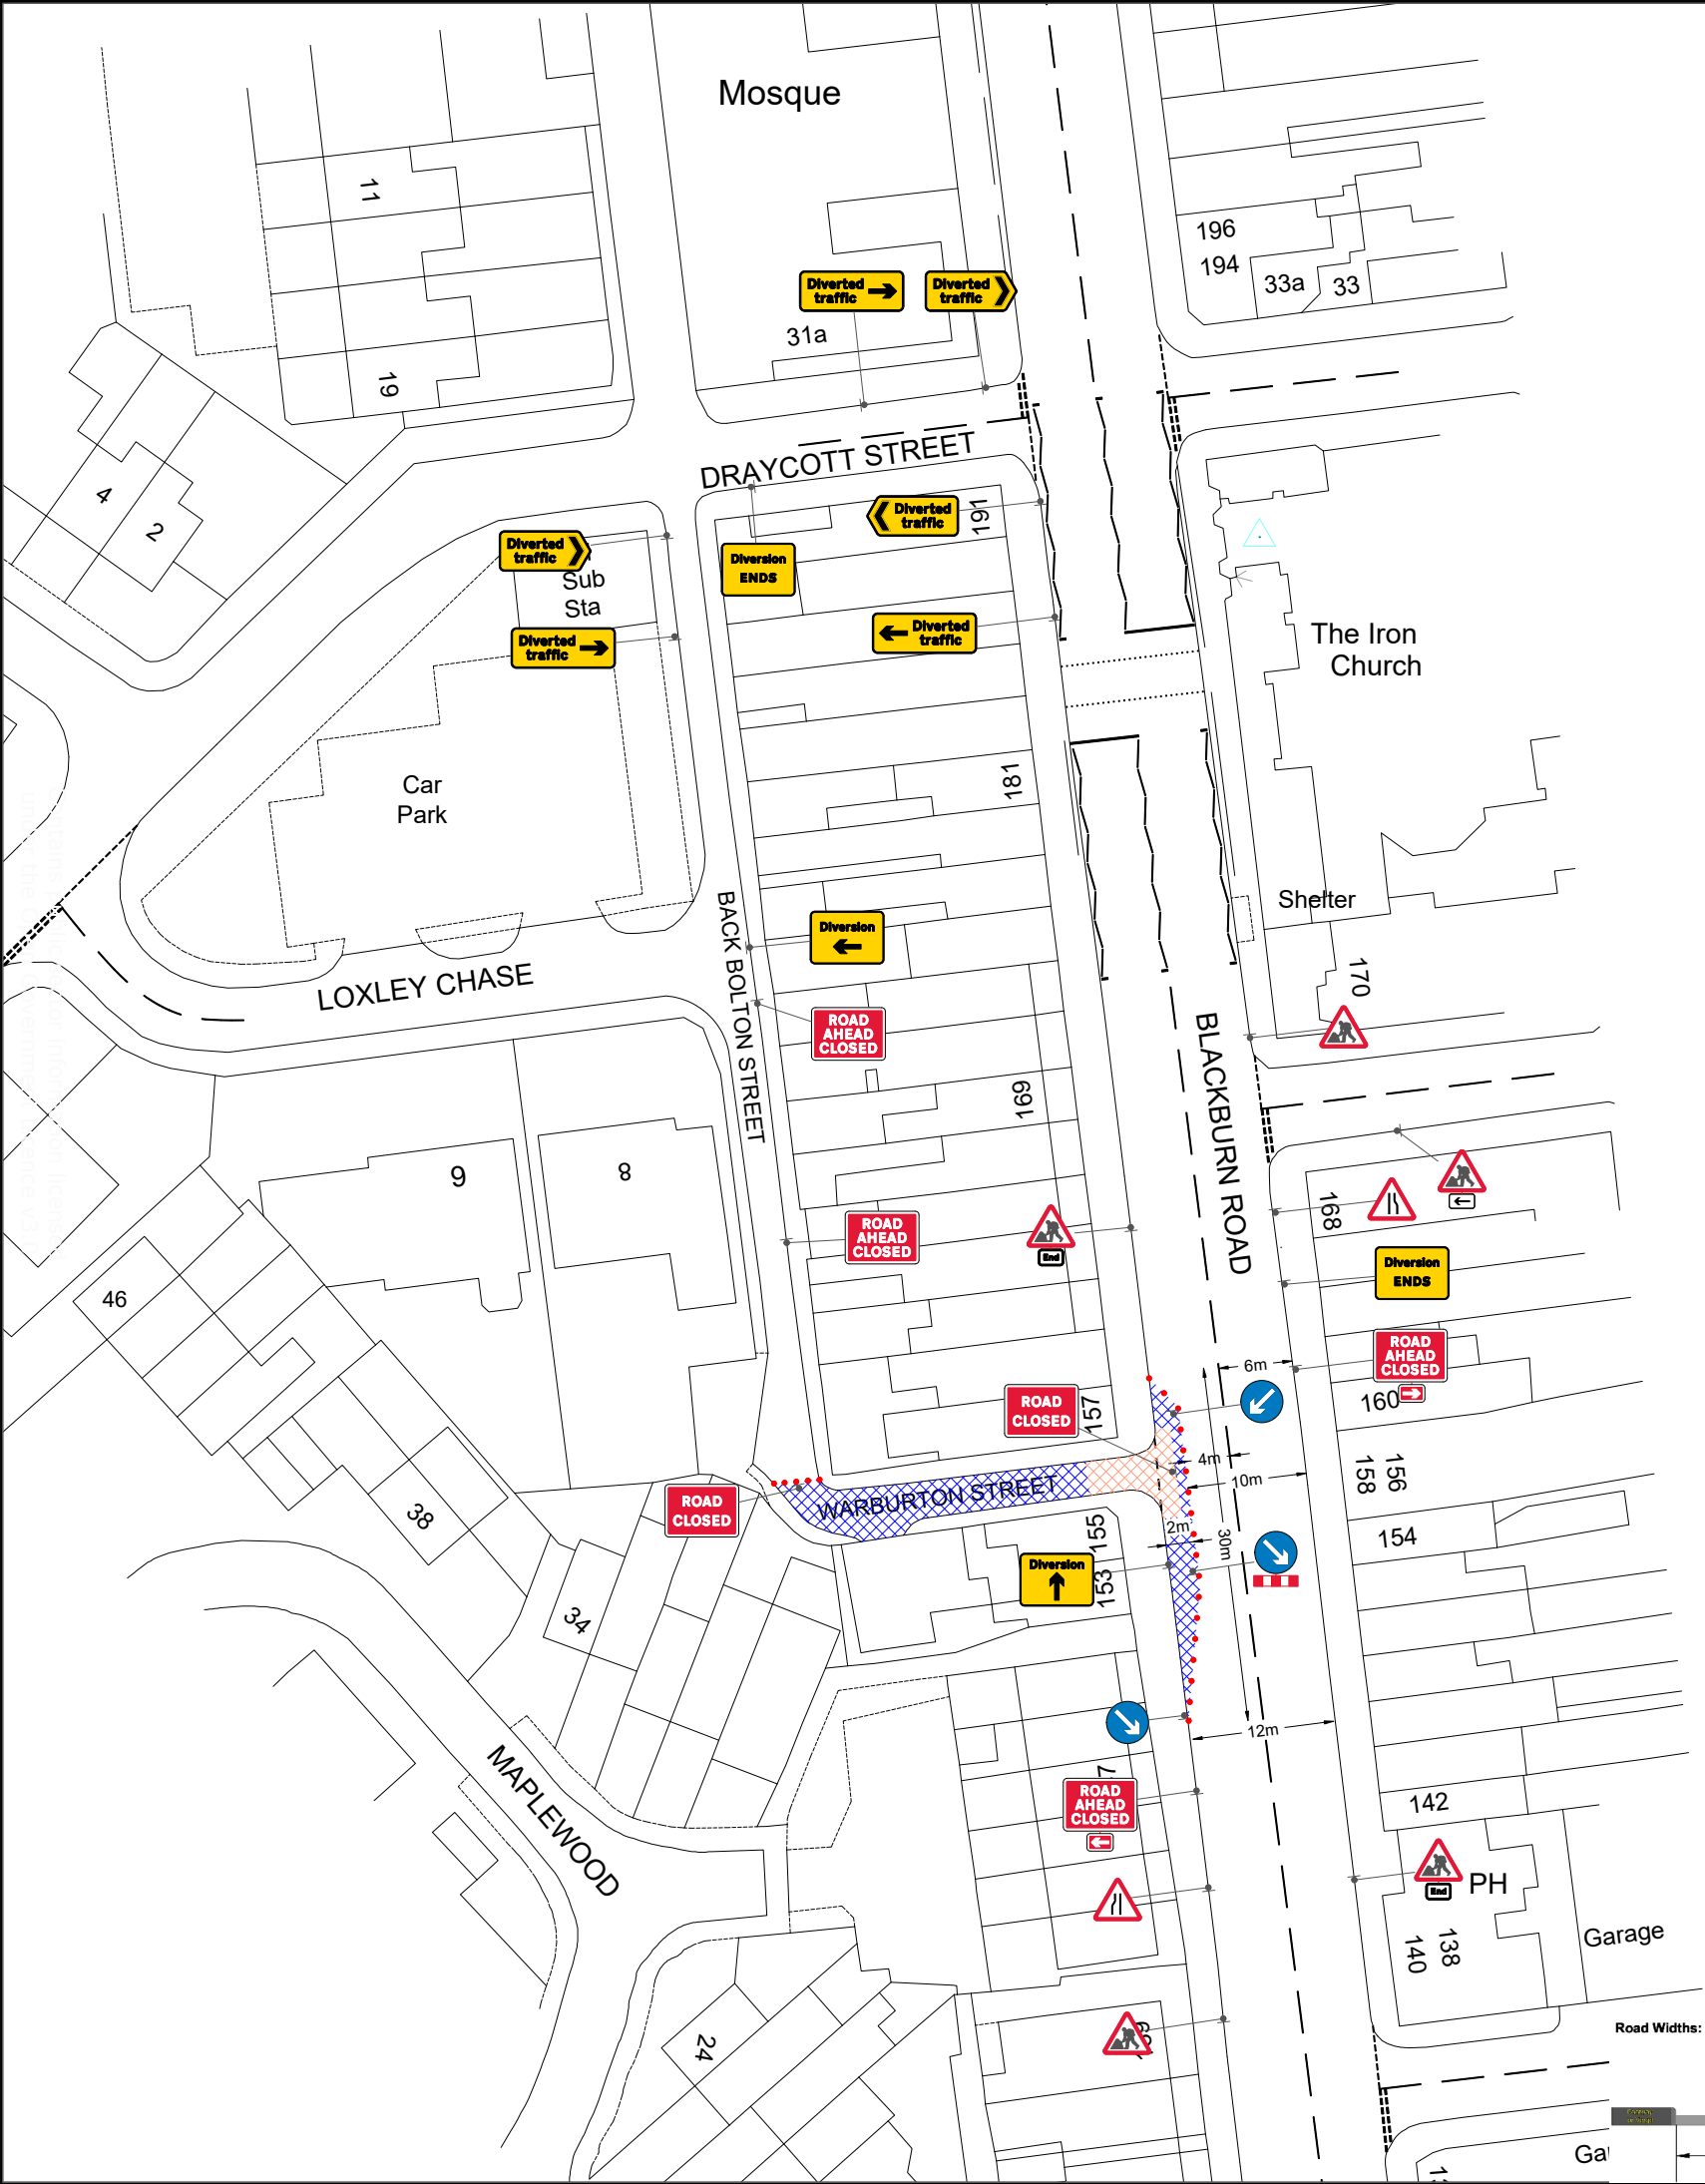 Mosque
11
196
194
33a
33
Diverted
traffic
Diverted
traffic
31a
19
DRAYCOTT STREET
4
2
191
Diverted
traffic
Diverted
traffic
Sub
Sta
Diversion
ENDS
Diverted
traffic
Diverted
traffic
The Iron
Church
Car
Park
181
Shelter
BACK BOLTON STREET
Diversion
LOXLEY CHASE
170
ROAD
AHEAD
CLOSED
BLACKBURN ROAD
169
9
8
168
ROAD
AHEAD
CLOSED
End
Diversion
ENDS
46
ROAD
AHEAD
CLOSED
6m
160
ROAD
CLOSED
157
4m
10m
158
156
38
ROAD
CLOSED
WARBURTON STREET
155
2m
30m
154
Diversion
153
34
12m
MAPLEWOOD
7
ROAD
AHEAD
CLOSED
142
End
PH
140
138
Garage
24
Road Widths: